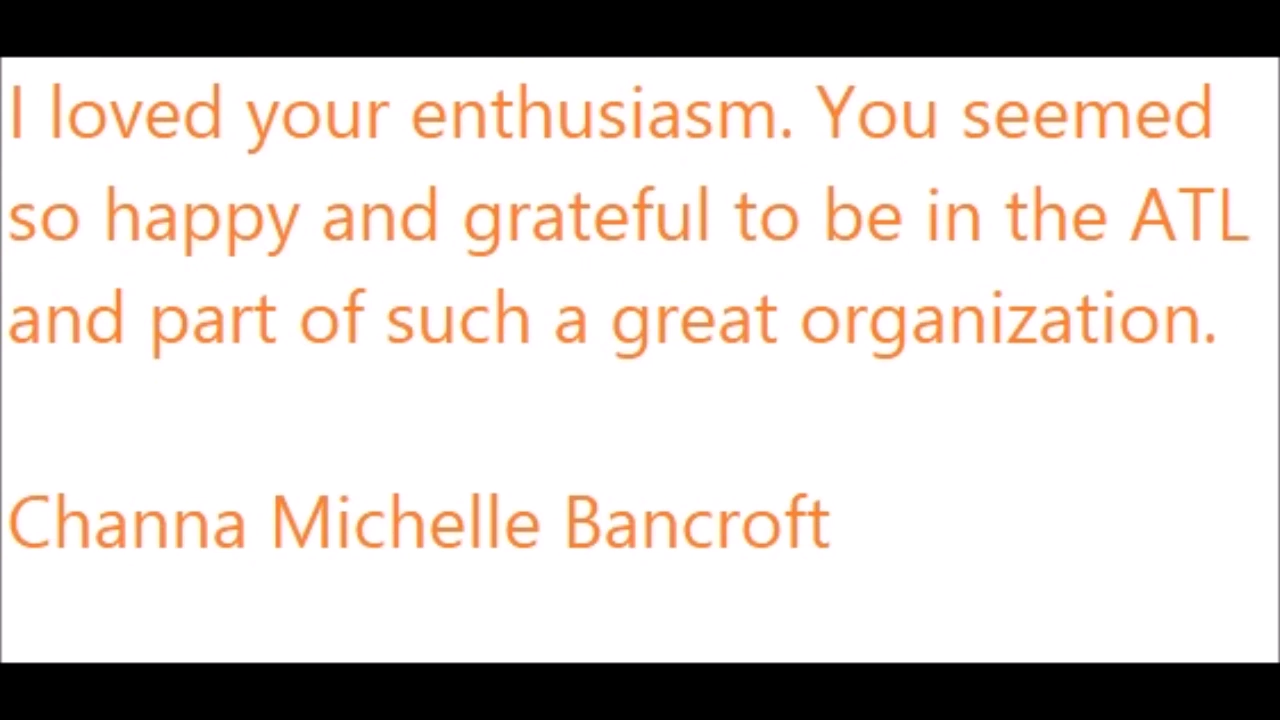 I loved your enthusiasm. You seemed
so happy and grateful to be in the ATL
and part of such a great organization.
Channa Michelle Bancroft